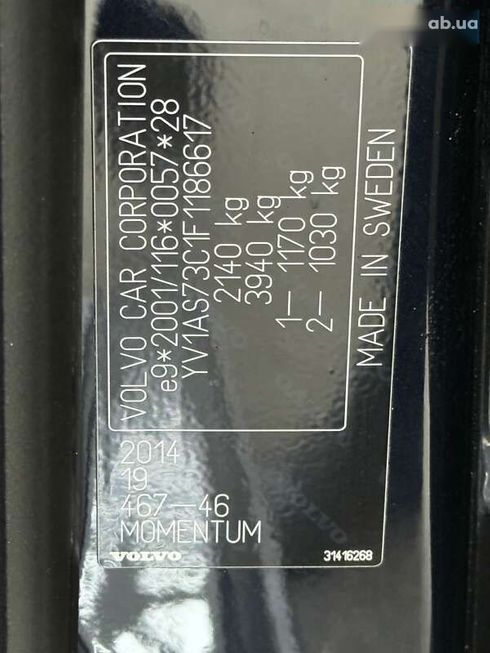 ab.ua
VOLVO CAR CORPORATION
e9*2001/116*0057*28
YV1AS73C1F1186617
2140 kg
3940 kg
1— 1170 kg
2— 1030 kg
MADE IN SWEDEN
2014
19
467—46
MOMENTUM
VOLVO
31416268